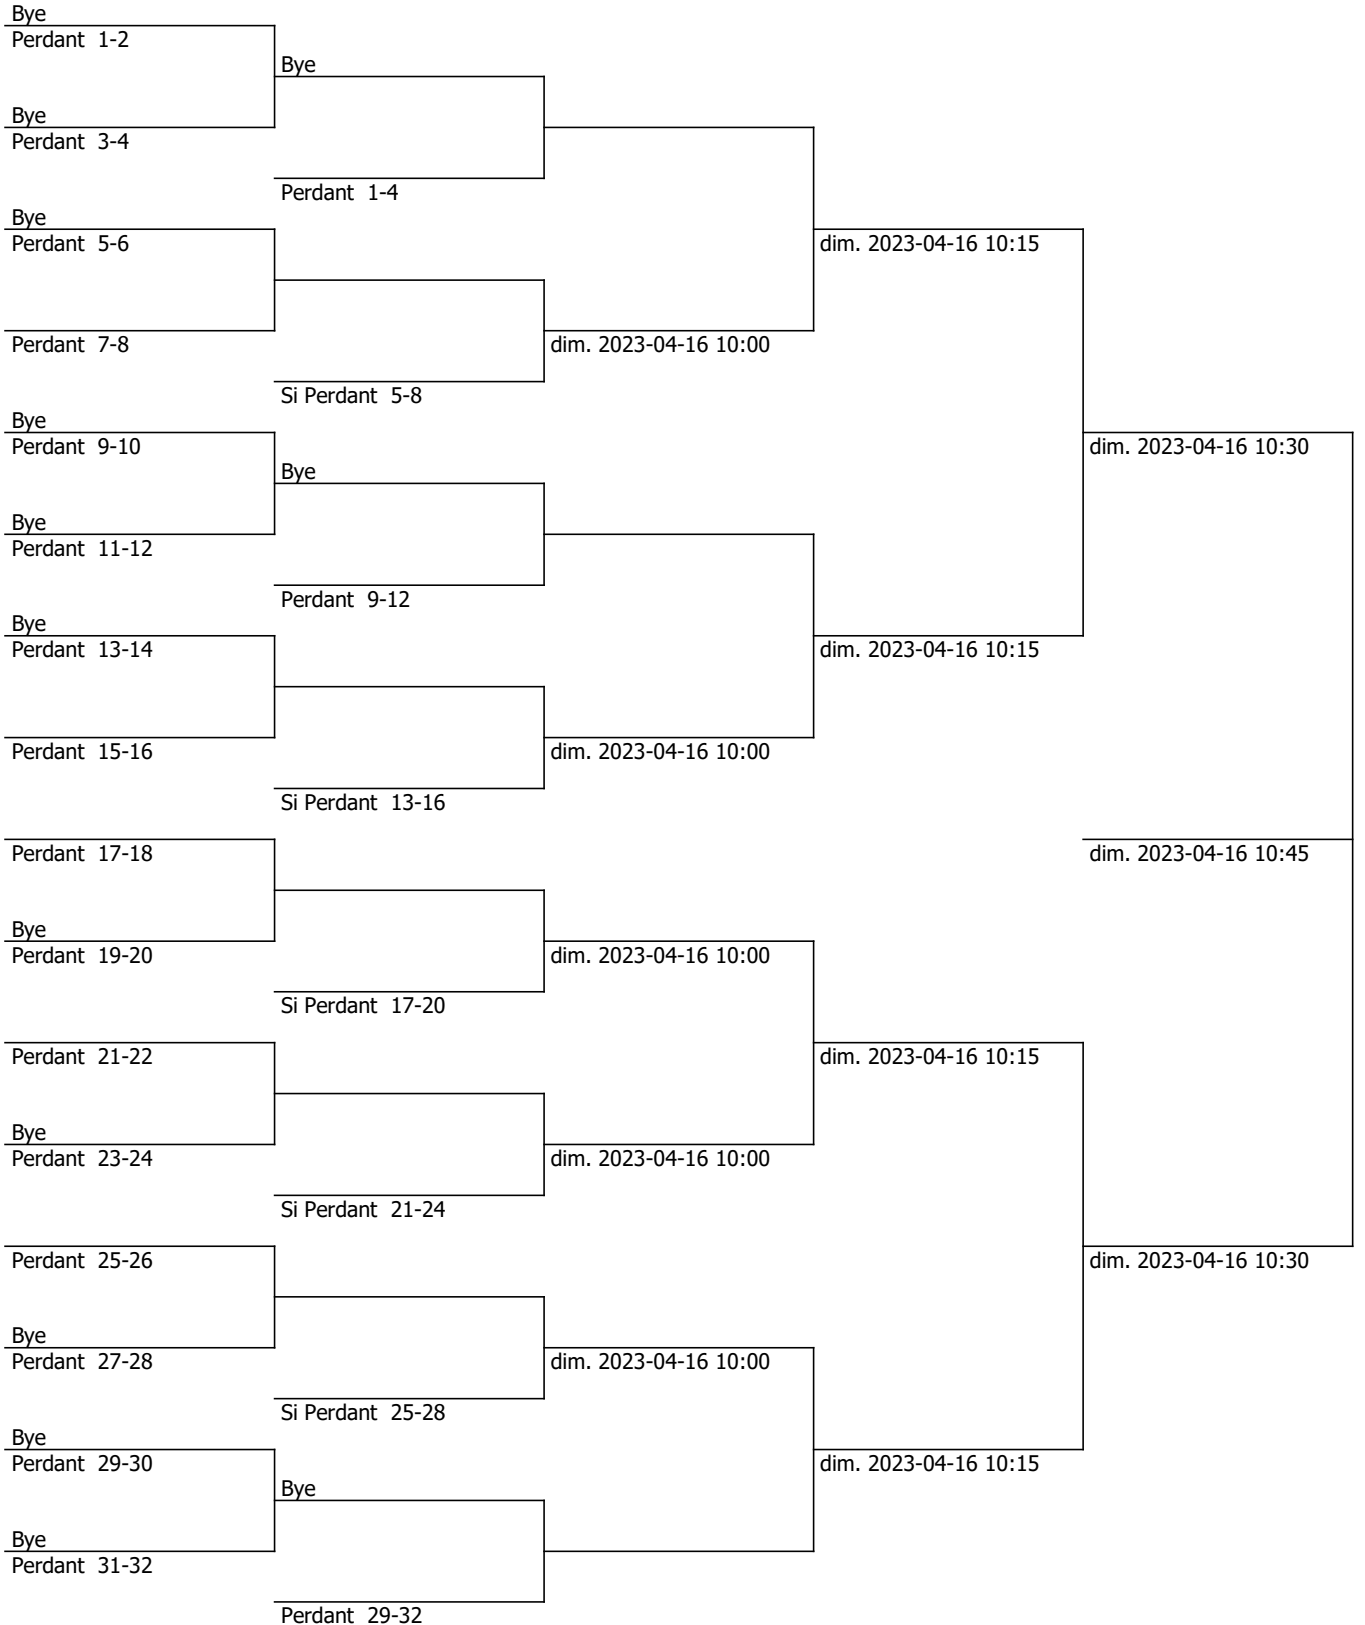 Bye
Perdant 1-2
Bye
Bye
Perdant 3-4
Perdant 1-4
Bye
Perdant 5-6
dim. 2023-04-16 10:15
Perdant 7-8
dim. 2023-04-16 10:00
Si Perdant 5-8
Bye
Perdant 9-10
dim. 2023-04-16 10:30
Bye
Bye
Perdant 11-12
Perdant 9-12
Bye
Perdant 13-14
dim. 2023-04-16 10:15
Perdant 15-16
dim. 2023-04-16 10:00
Si Perdant 13-16
Perdant 17-18
dim. 2023-04-16 10:45
Bye
Perdant 19-20
dim. 2023-04-16 10:00
Si Perdant 17-20
Perdant 21-22
dim. 2023-04-16 10:15
Bye
Perdant 23-24
dim. 2023-04-16 10:00
Si Perdant 21-24
Perdant 25-26
dim. 2023-04-16 10:30
Bye
Perdant 27-28
dim. 2023-04-16 10:00
Si Perdant 25-28
Bye
Perdant 29-30
dim. 2023-04-16 10:15
Bye
Bye
Perdant 31-32
Perdant 29-32